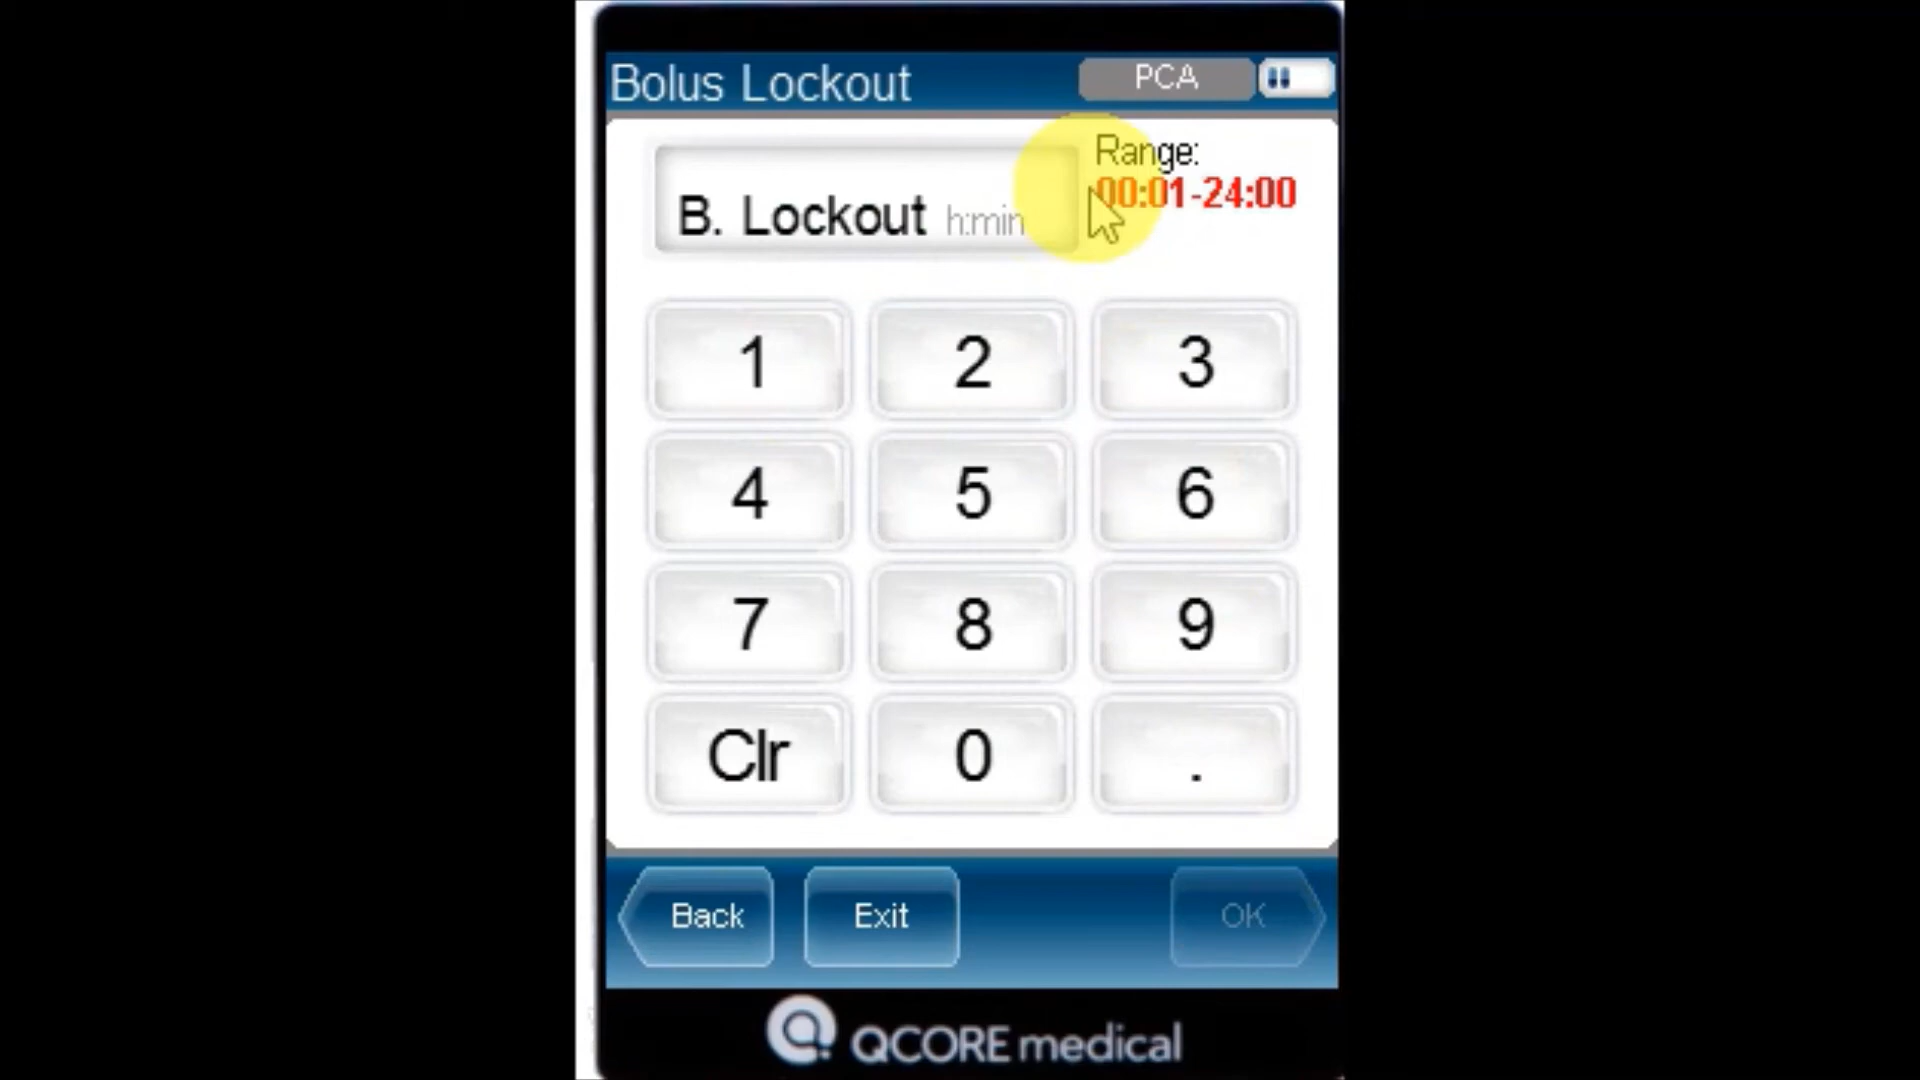 Bolus Lockout PCA
Range:
00:01-24:00
B. Lockout h:min
1 2 3
4 5 6
7 8 9
Clr 0 .
Back Exit OK
QCORE medical